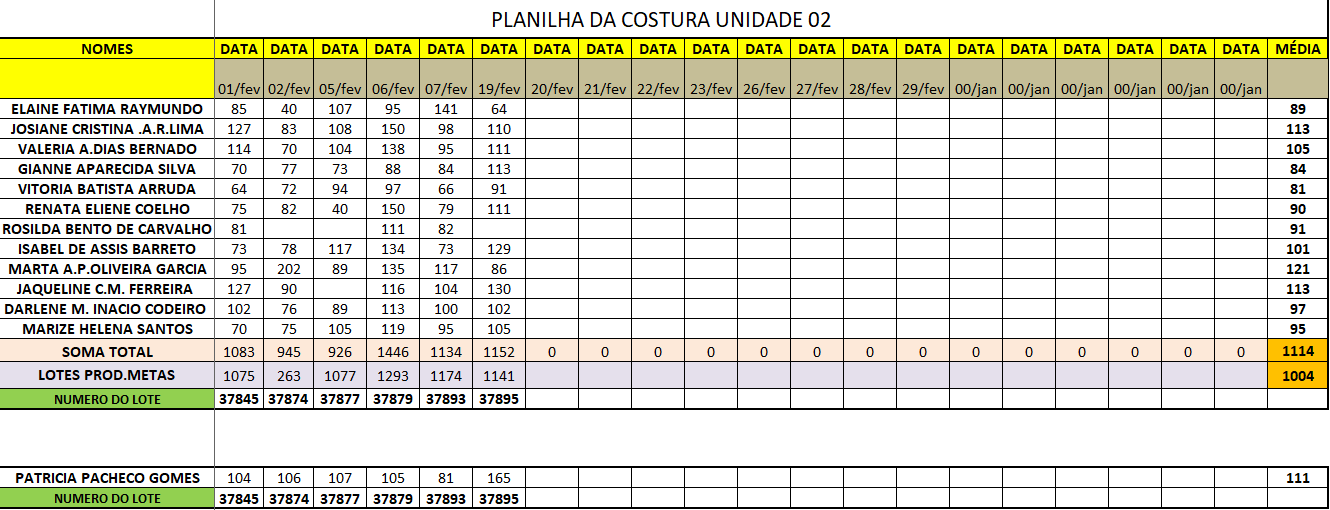 PLANILHA DA COSTURA UNIDADE 02
NOMES DATA DATA DATA DATA DATA DATA DATA DATA DATA DATA DATA DATA DATA DATA DATA DATA DATA DATA DATA DATA MÉDIA
01/fev 02/fev 05/fev 06/fev 07/fev 19/fev 20/fev 21/fev 22/fev 23/fev 26/fev 27/fev 28/fev 29/fev 00/jan 00/jan 00/jan 00/jan 00/jan 00/jan
ELAINE FATIMA RAYMUNDO 85 40 107 95 141 64 89
JOSIANE CRISTINA .A.R.LIMA 127 83 108 150 98 110 113
VALERIA A.DIAS BERNADO 114 70 104 138 95 111 105
GIANNE APARECIDA SILVA 70 77 73 88 84 113 84
VITORIA BATISTA ARRUDA 64 72 94 97 66 91 81
RENATA ELIENE COELHO 75 82 40 150 79 111 90
ROSILDA BENTO DE CARVALHO 81 111 82 91
ISABEL DE ASSIS BARRETO 73 78 117 134 73 129 101
MARTA A.P.OLIVEIRA GARCIA 95 202 89 135 117 86 121
JAQUELINE C.M. FERREIRA 127 90 116 104 130 113
DARLENE M. INACIO CODEIRO 102 76 89 113 100 102 97
MARIZE HELENA SANTOS 70 75 105 119 95 105 95
SOMA TOTAL 1083 945 926 1446 1134 1152 0 0 0 0 0 0 0 0 0 0 0 0 0 0 1114
LOTES PROD.METAS 1075 263 1077 1293 1174 1141 1004
NUMERO DO LOTE 37845 37874 37877 37879 37893 37895
PATRICIA PACHECO GOMES 104 106 107 105 81 165 111
NUMERO DO LOTE 37845 37874 37877 37879 37893 37895